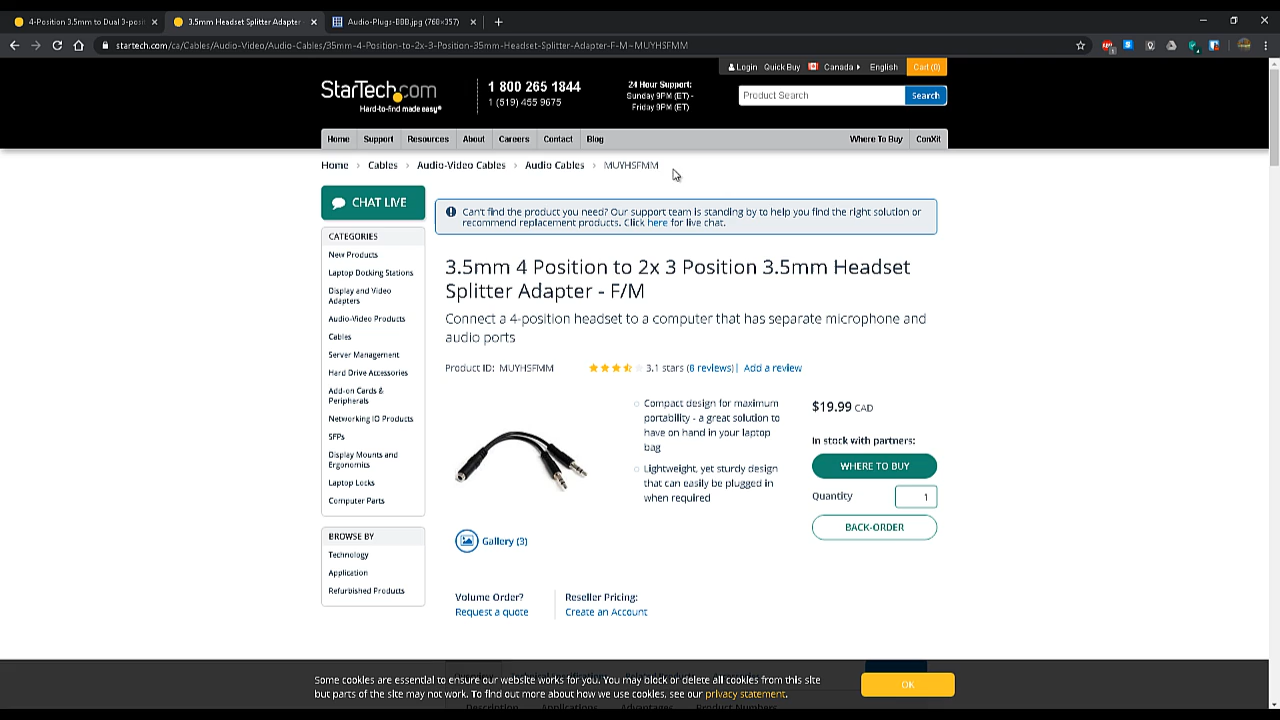 4-Position 3.5mm to Dual 3-posit
3.5mm Headset Splitter Adapter
Audio-Plugs-BBB.jpg (768×357)
startech.com/ca/Cables/Audio-Video/Audio-Cables/35mm-4-Position-to-2x-3-Position-35mm-Headset-Splitter-Adapter-F-M~MUYHSFMM
Login Quick Buy Canada English Cart (0)
StarTech.com
Hard-to-find made easy®
1 800 265 1844
1 (519) 455 9675
24 Hour Support:
Sunday 9PM (ET) -
Friday 9PM (ET)
Product Search
Search
Home Support Resources About Careers Contact Blog Where To Buy ConXit
Home > Cables > Audio-Video Cables > Audio Cables > MUYHSFMM
CHAT LIVE
Can't find the product you need? Our support team is standing by to help you find the right solution or
recommend replacement products. Click here for live chat.
CATEGORIES
New Products
Laptop Docking Stations
Display and Video
Adapters
Audio-Video Products
Cables
Server Management
Hard Drive Accessories
Add-on Cards &
Peripherals
Networking IO Products
SFPs
Display Mounts and
Ergonomics
Laptop Locks
Computer Parts
BROWSE BY
Technology
Application
Refurbished Products
3.5mm 4 Position to 2x 3 Position 3.5mm Headset
Splitter Adapter - F/M
Connect a 4-position headset to a computer that has separate microphone and
audio ports
Product ID: MUYHSFMM
3.1 stars (8 reviews) | Add a review
Compact design for maximum
portability - a great solution to
have on hand in your laptop
bag
Lightweight, yet sturdy design
that can easily be plugged in
when required
$19.99 CAD
In stock with partners:
WHERE TO BUY
Quantity 1
BACK-ORDER
Gallery (3)
Volume Order?
Request a quote
Reseller Pricing:
Create an Account
Some cookies are essential to ensure our website works for you. You may block or delete all cookies from this site
but parts of the site may not work. To find out more about how we use cookies, see our privacy statement.
OK
Description Applications Advantages Product Numbers